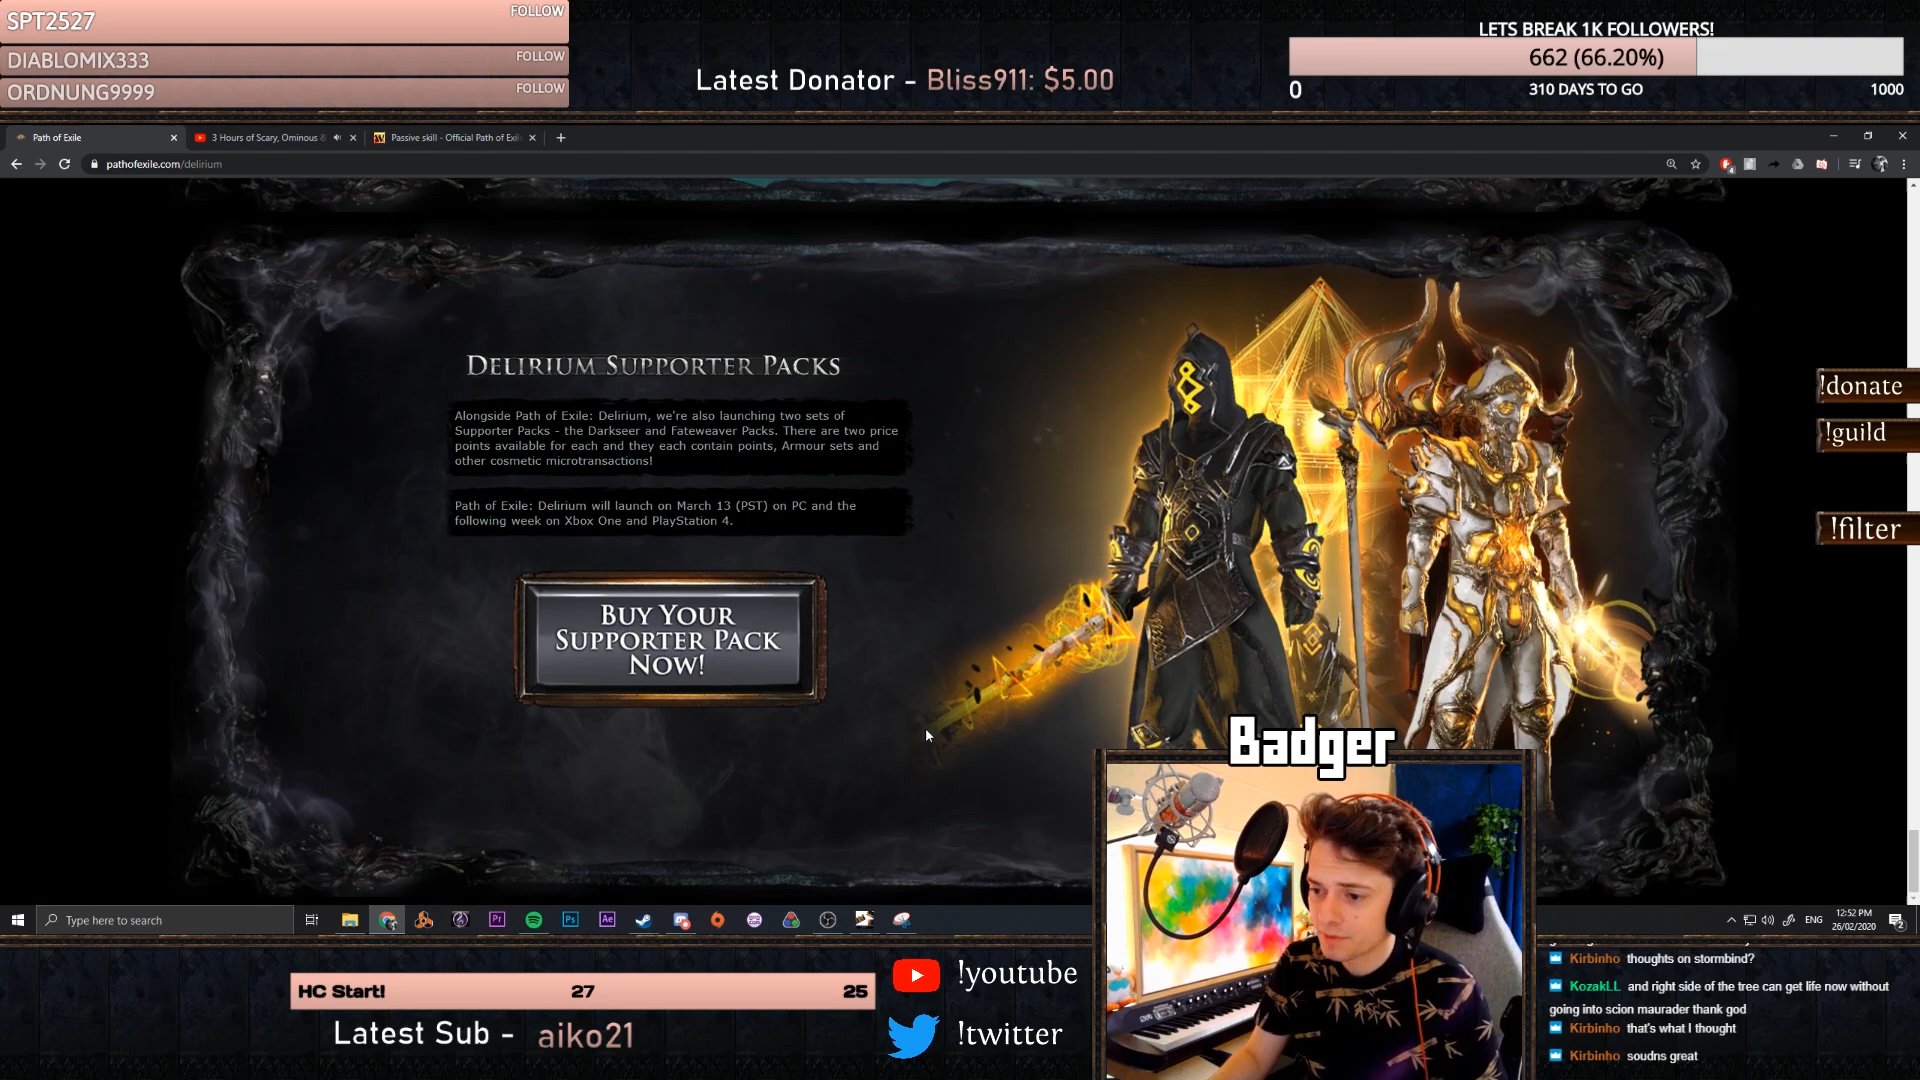 SPT2527 FOLLOW
DIABLOMIX333 FOLLOW
ORDNUNG9999 FOLLOW
Latest Donator - Bliss911: $5.00
LETS BREAK 1K FOLLOWERS!
662 (66.20%)
0 310 DAYS TO GO 1000
Path of Exile
3 Hours of Scary, Ominous &
Passive skill - Official Path of Exile
pathofexile.com/delirium
DELIRIUM SUPPORTER PACKS
Alongside Path of Exile: Delirium, we're also launching two sets of
Supporter Packs - the Darkseer and Fateweaver Packs. There are two price
points available for each and they each contain points, Armour sets and
other cosmetic microtransactions!
Path of Exile: Delirium will launch on March 13 (PST) on PC and the
following week on Xbox One and PlayStation 4.
BUY YOUR
SUPPORTER PACK
NOW!
!donate
!guild
!filter
Badger
Type here to search
Pr
Ps
Ae
ENG
12:52 PM
26/02/2020
2
HC Start! 27 25
Latest Sub - aiko21
!youtube
!twitter
Kirbinho thoughts on stormbind?
KozakLL and right side of the tree can get life now without
going into scion maurader thank god
Kirbinho that's what I thought
Kirbinho soudns great